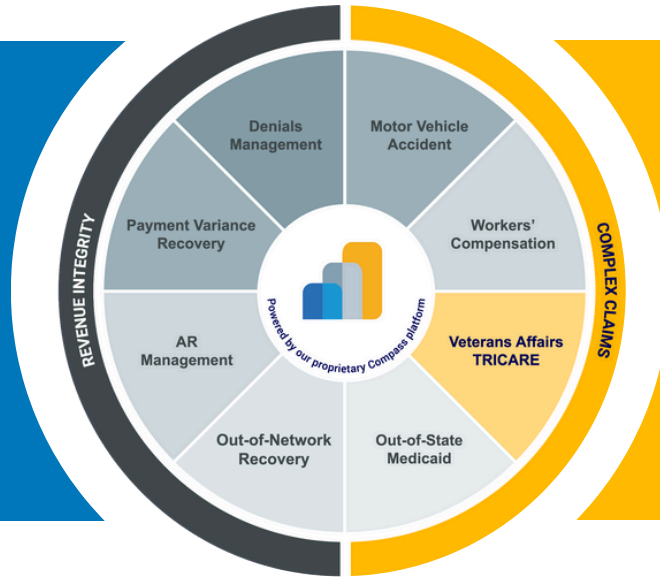 Denials
Management
Motor Vehicle
Accident
Payment Variance
Recovery
Workers'
Compensation
REVENUE INTEGRITY
COMPLEX CLAIMS
Powered by our proprietary Compass platform
AR
Management
Veterans Affairs
TRICARE
Out-of-Network
Recovery
Out-of-State
Medicaid